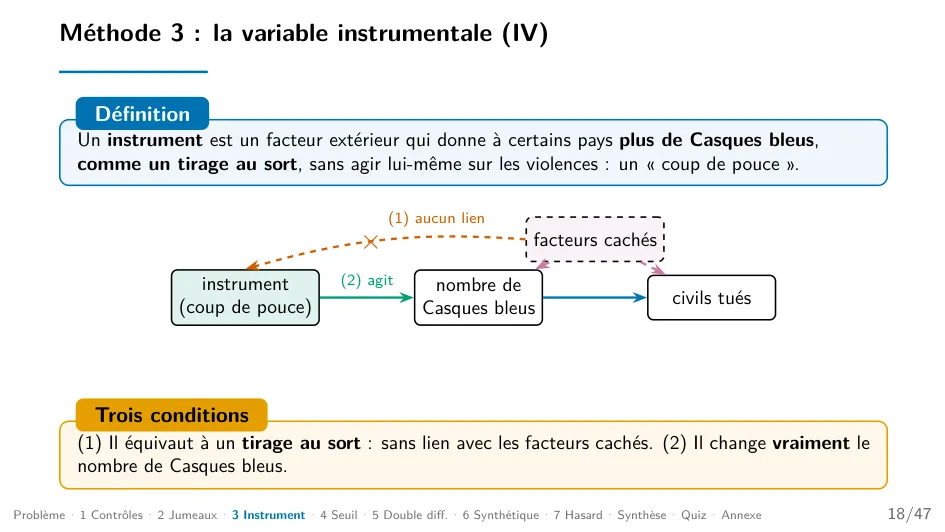 Méthode 3 : la variable instrumentale (IV)
Définition
Un instrument est un facteur extérieur qui donne à certains pays plus de Casques bleus,
comme un tirage au sort, sans agir lui-même sur les violences : un « coup de pouce ».
(1) aucun lien
facteurs cachés
instrument
(coup de pouce)
(2) agit
nombre de
Casques bleus
civils tués
Trois conditions
(1) Il équivaut à un tirage au sort : sans lien avec les facteurs cachés. (2) Il change vraiment le
nombre de Casques bleus.
Problème · 1 Contrôles · 2 Jumeaux · 3 Instrument · 4 Seuil · 5 Double diff. · 6 Synthétique · 7 Hasard · Synthèse · Quiz · Annexe
18/47